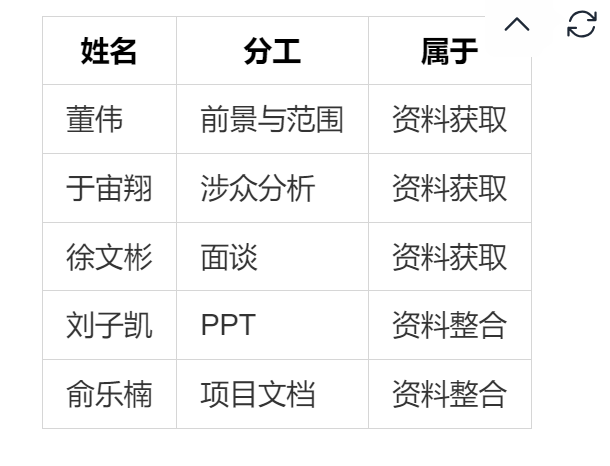 姓名 分工 属于
董伟 前景与范围 资料获取
于宙翔 涉众分析 资料获取
徐文彬 面谈 资料获取
刘子凯 PPT 资料整合
俞乐楠 项目文档 资料整合